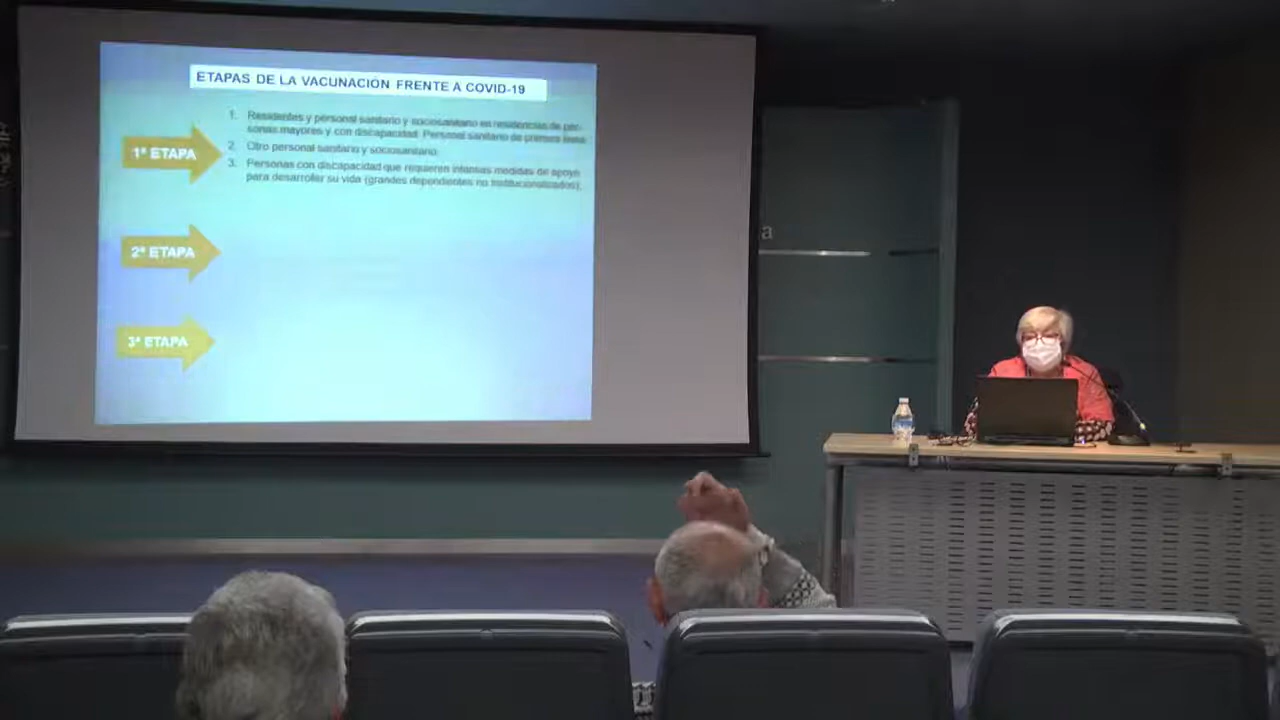 ETAPAS DE LA VACUNACIÓN FRENTE A COVID-19
1ª ETAPA
1. Residentes y personal sanitario y sociosanitario en residencias de per-
sonas mayores y con discapacidad. Personal sanitario de primera línea
2. Otro personal sanitario y sociosanitario.
3. Personas con discapacidad que requieren intensas medidas de apoyo
para desarrollar su vida (grandes dependientes no institucionalizados).
2ª ETAPA
3ª ETAPA
a